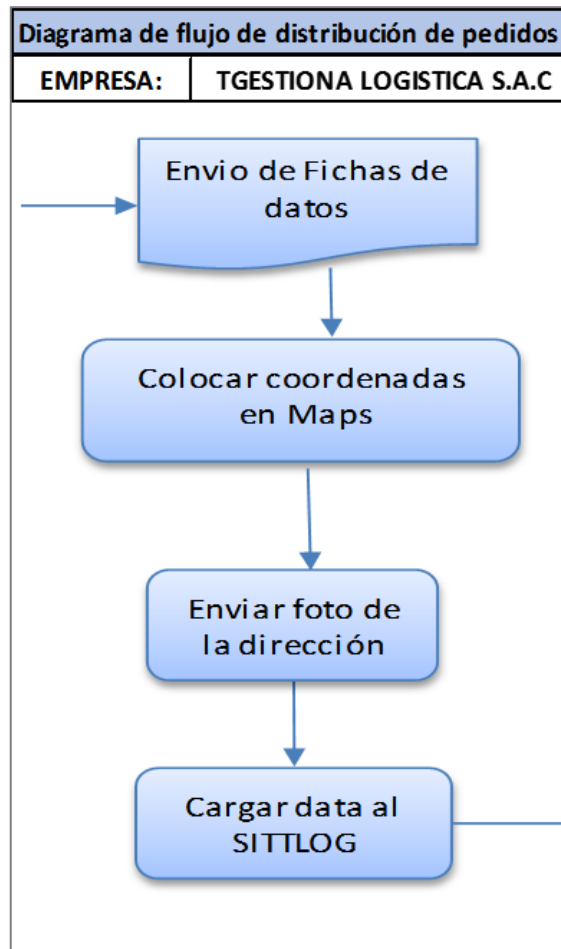 Diagrama de flujo de distribución de pedidos
EMPRESA: TGESTIONA LOGISTICA S.A.C
Envio de Fichas de
datos
Colocar coordenadas
en Maps
Enviar foto de
la dirección
Cargar data al
SITTLOG